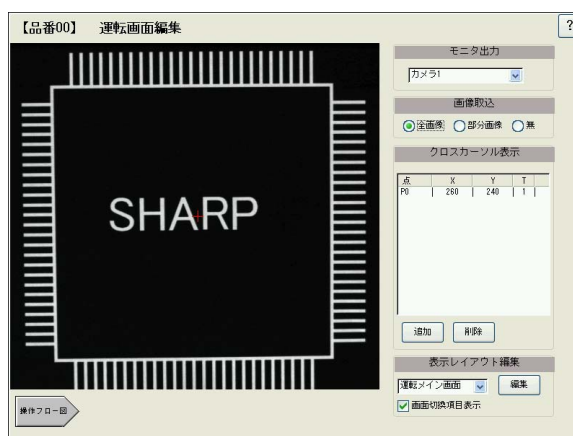 【品番00】 運転画面編集
?
モニタ出力
カメラ1
画像取込
全画像 部分画像 無
クロスカーソル表示
点 X Y T
P0 260 240 1
SHARP
追加 削除
表示レイアウト編集
運転メイン画面 編集
画面切換項目表示
操作フロー図